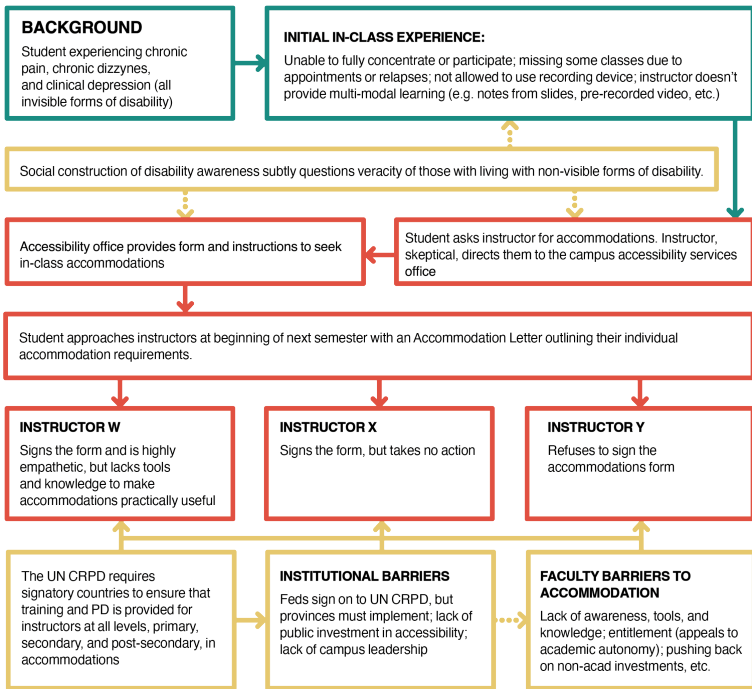 BACKGROUND
Student experiencing chronic
pain, chronic dizzynes,
and clinical depression (all
invisible forms of disability)
INITIAL IN-CLASS EXPERIENCE:
Unable to fully concentrate or participate; missing some classes due to
appointments or relapses; not allowed to use recording device; instructor doesn't
provide multi-modal learning (e.g. notes from slides, pre-recorded video, etc.)
Social construction of disability awareness subtly questions veracity of those with living with non-visible forms of disability.
Accessibility office provides form and instructions to seek
in-class accommodations
Student asks instructor for accommodations. Instructor,
skeptical, directs them to the campus accessibility services
office
Student approaches instructors at beginning of next semester with an Accommodation Letter outlining their individual
accommodation requirements.
INSTRUCTOR W
Signs the form and is highly
empathetic, but lacks tools
and knowledge to make
accommodations practically useful
INSTRUCTOR X
Signs the form, but takes no action
INSTRUCTOR Y
Refuses to sign the
accommodations form
The UN CRPD requires
signatory countries to ensure that
training and PD is provided for
instructors at all levels, primary,
secondary, and post-secondary, in
accommodations
INSTITUTIONAL BARRIERS
Feds sign on to UN CRPD, but
provinces must implement; lack of
public investment in accessibility;
lack of campus leadership
FACULTY BARRIERS TO
ACCOMMODATION
Lack of awareness, tools, and
knowledge; entitlement (appeals to
academic autonomy); pushing back
on non-acad investments, etc.